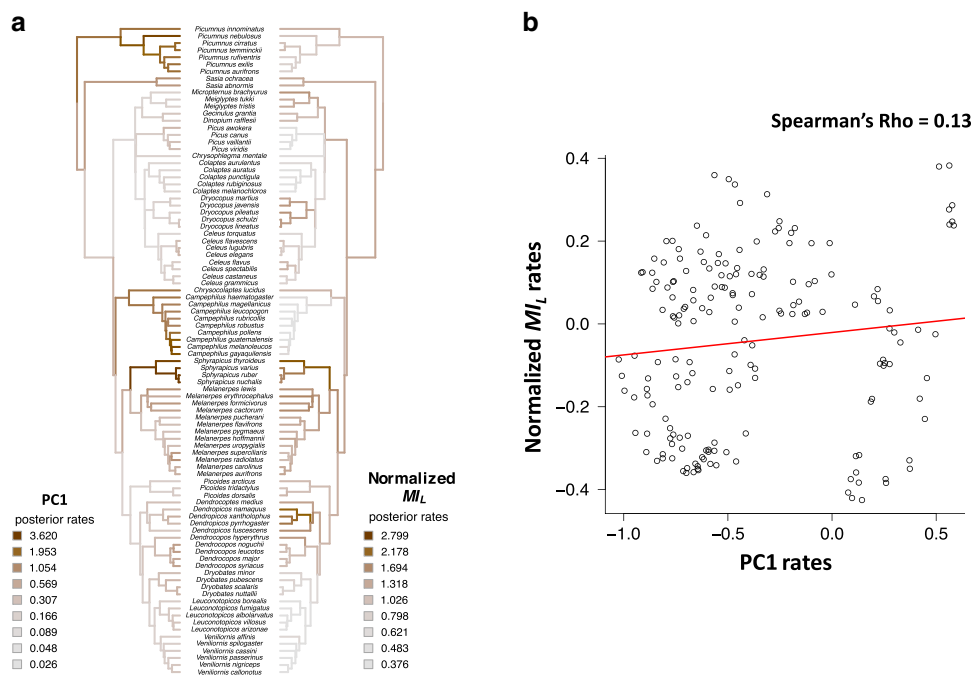 a
Picumnus innominatus
Picumnus nebulosus
Picumnus cirratus
Picumnus temminckii
Picumnus rufiventris
Picumnus exilis
Picumnus aurifrons
Sasia ochracea
Sasia abnormis
Micropternus brachyurus
Meiglyptes tukki
Meiglyptes tristis
Gecinulus grantia
Dinopium rafflesii
Picus awokera
Picus canus
Picus vaillantii
Picus viridis
Chrysophlegma mentale
Colaptes aurulentus
Colaptes auratus
Colaptes punctigula
Colaptes rubiginosus
Colaptes melanochloros
Dryocopus martius
Dryocopus javensis
Dryocopus pileatus
Dryocopus schulzi
Dryocopus lineatus
Celeus torquatus
Celeus flavescens
Celeus lugubris
Celeus elegans
Celeus flavus
Celeus spectabilis
Celeus castaneus
Celeus grammicus
Chrysocolaptes lucidus
Campephilus haematogaster
Campephilus magellanicus
Campephilus leucopogon
Campephilus rubricollis
Campephilus robustus
Campephilus pollens
Campephilus guatemalensis
Campephilus melanoleucos
Campephilus gayaquilensis
Sphyrapicus thyroideus
Sphyrapicus varius
Sphyrapicus ruber
Sphyrapicus nuchalis
Melanerpes lewis
Melanerpes erythrocephalus
Melanerpes formicivorus
Melanerpes cactorum
Melanerpes pucherani
Melanerpes flavifrons
Melanerpes pygmaeus
Melanerpes hoffmannii
Melanerpes uropygialis
Melanerpes superciliaris
Melanerpes radiolatus
Melanerpes carolinus
Melanerpes aurifrons
Picoides arcticus
Picoides tridactylus
Picoides dorsalis
Dendrocoptes medius
Dendropicos namaquus
Dendropicos xantholophus
Dendropicos pyrrhogaster
Dendropicos fuscescens
Dendrocopos hyperythrus
Dendrocopos noguchii
Dendrocopos leucotos
Dendrocopos major
Dendrocopos syriacus
Dryobates minor
Dryobates pubescens
Dryobates scalaris
Dryobates nuttallii
Leuconotopicos borealis
Leuconotopicos fumigatus
Leuconotopicos albolarvatus
Leuconotopicos villosus
Leuconotopicos arizonae
Veniliornis affinis
Veniliornis spilogaster
Veniliornis cassini
Veniliornis passerinus
Veniliornis nigriceps
Veniliornis callonotus
PC1
posterior rates
3.620
1.953
1.054
0.569
0.307
0.166
0.089
0.048
0.026
Normalized
MIL
posterior rates
2.799
2.178
1.694
1.318
1.026
0.798
0.621
0.483
0.376
b
Spearman's Rho = 0.13
Normalized MIL rates
0.4
0.2
0.0
−0.2
−0.4
−1.0
−0.5
0.0
0.5
PC1 rates